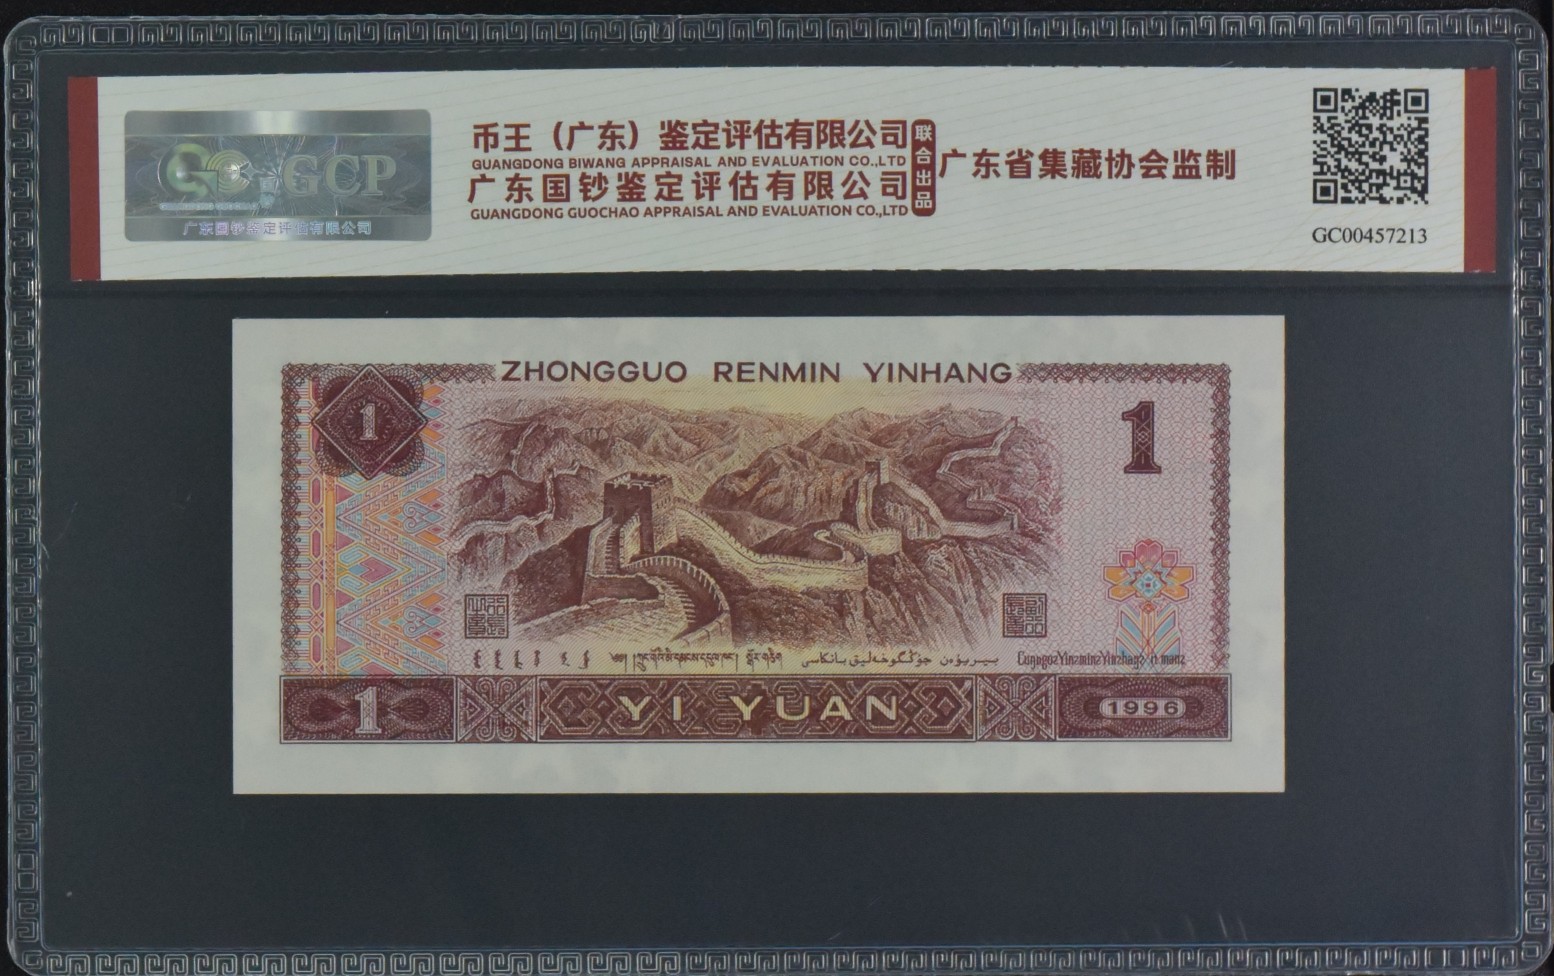 GCP
广东国钞鉴定评估有限公司
币王（广东）鉴定评估有限公司
GUANGDONG BIWANG APPRAISAL AND EVALUATION CO.,LTD
广东国钞鉴定评估有限公司
GUANGDONG GUOCHAO APPRAISAL AND EVALUATION CO.,LTD
联合出品
广东省集藏协会监制
GC00457213
ZHONGGUO RENMIN YINHANG
1
1
1
YI YUAN
1996